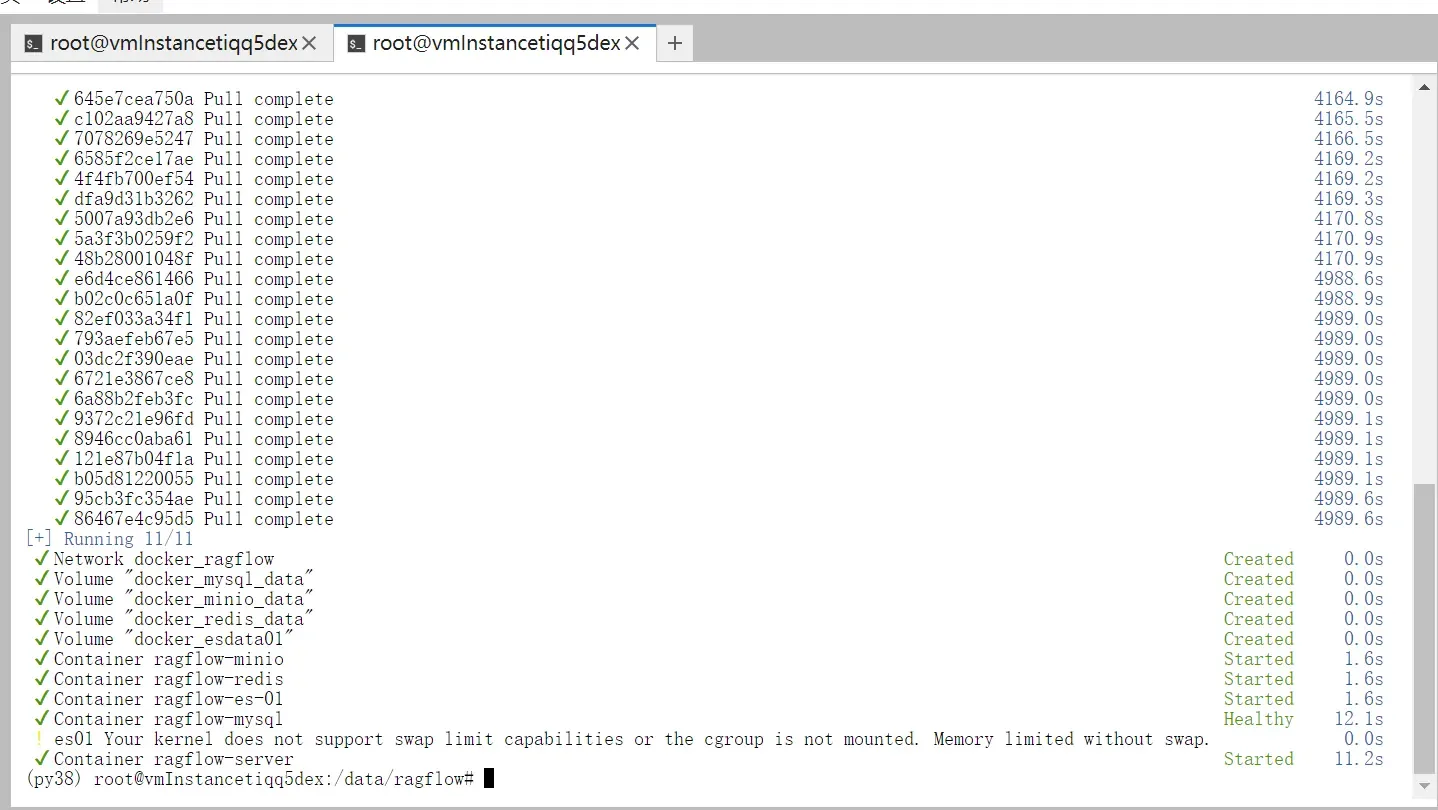 root@vmInstancetiqq5dex
root@vmInstancetiqq5dex
645e7cea750a Pull complete 4164.9s
c102aa9427a8 Pull complete 4165.5s
7078269e5247 Pull complete 4166.5s
6585f2ce17ae Pull complete 4169.2s
4f4fb700ef54 Pull complete 4169.2s
dfa9d31b3262 Pull complete 4169.3s
5007a93db2e6 Pull complete 4170.8s
5a3f3b0259f2 Pull complete 4170.9s
48b28001048f Pull complete 4170.9s
e6d4ce861466 Pull complete 4988.6s
b02c0c651a0f Pull complete 4988.9s
82ef033a34f1 Pull complete 4989.0s
793aefeb67e5 Pull complete 4989.0s
03dc2f390eae Pull complete 4989.0s
6721e3867ce8 Pull complete 4989.0s
6a88b2feb3fc Pull complete 4989.0s
9372c21e96fd Pull complete 4989.1s
8946cc0aba61 Pull complete 4989.1s
121e87b04f1a Pull complete 4989.1s
b05d81220055 Pull complete 4989.1s
95cb3fc354ae Pull complete 4989.6s
86467e4c95d5 Pull complete 4989.6s
[+] Running 11/11
✓ Network docker_ragflow Created 0.0s
✓ Volume "docker_mysql_data" Created 0.0s
✓ Volume "docker_minio_data" Created 0.0s
✓ Volume "docker_redis_data" Created 0.0s
✓ Volume "docker_esdata01" Created 0.0s
✓ Container ragflow-minio Started 1.6s
✓ Container ragflow-redis Started 1.6s
✓ Container ragflow-es-01 Started 1.6s
✓ Container ragflow-mysql Healthy 12.1s
! es01 Your kernel does not support swap limit capabilities or the cgroup is not mounted. Memory limited without swap. 0.0s
✓ Container ragflow-server Started 11.2s
(py38) root@vmInstancetiqq5dex:/data/ragflow#